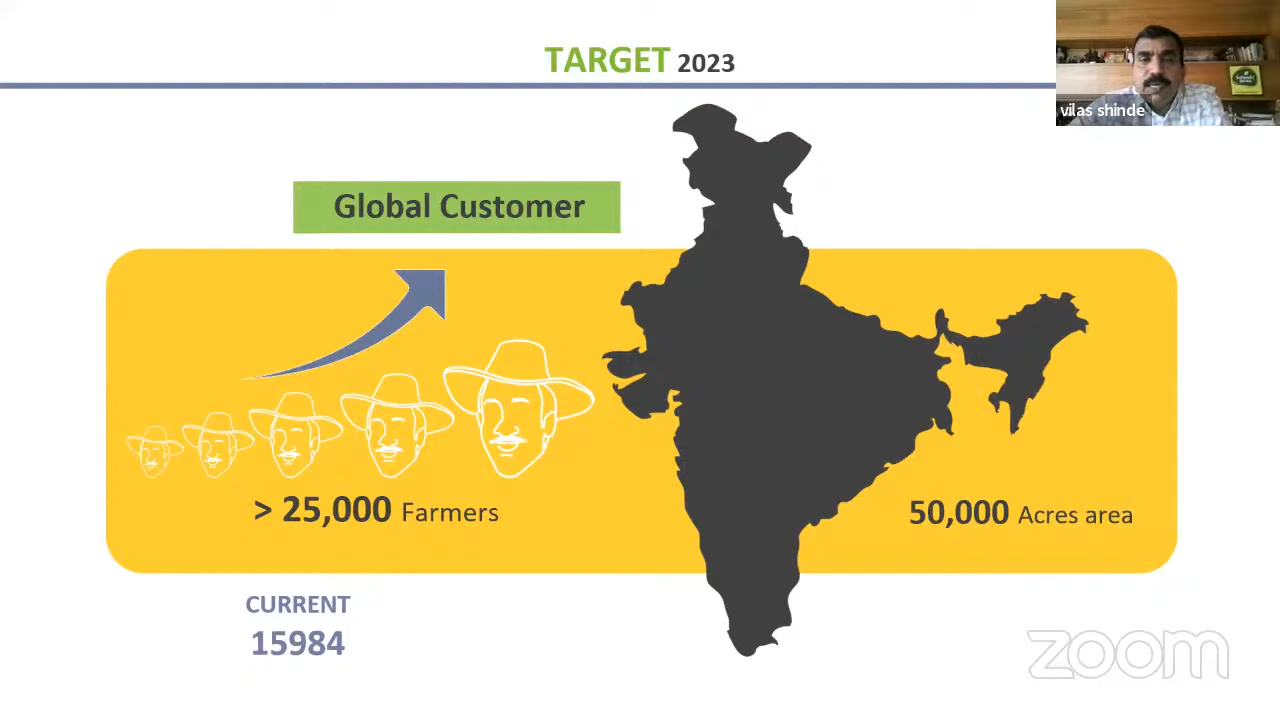 TARGET 2023
vilas shinde
Global Customer
> 25,000 Farmers
50,000 Acres area
CURRENT
15984
zoom